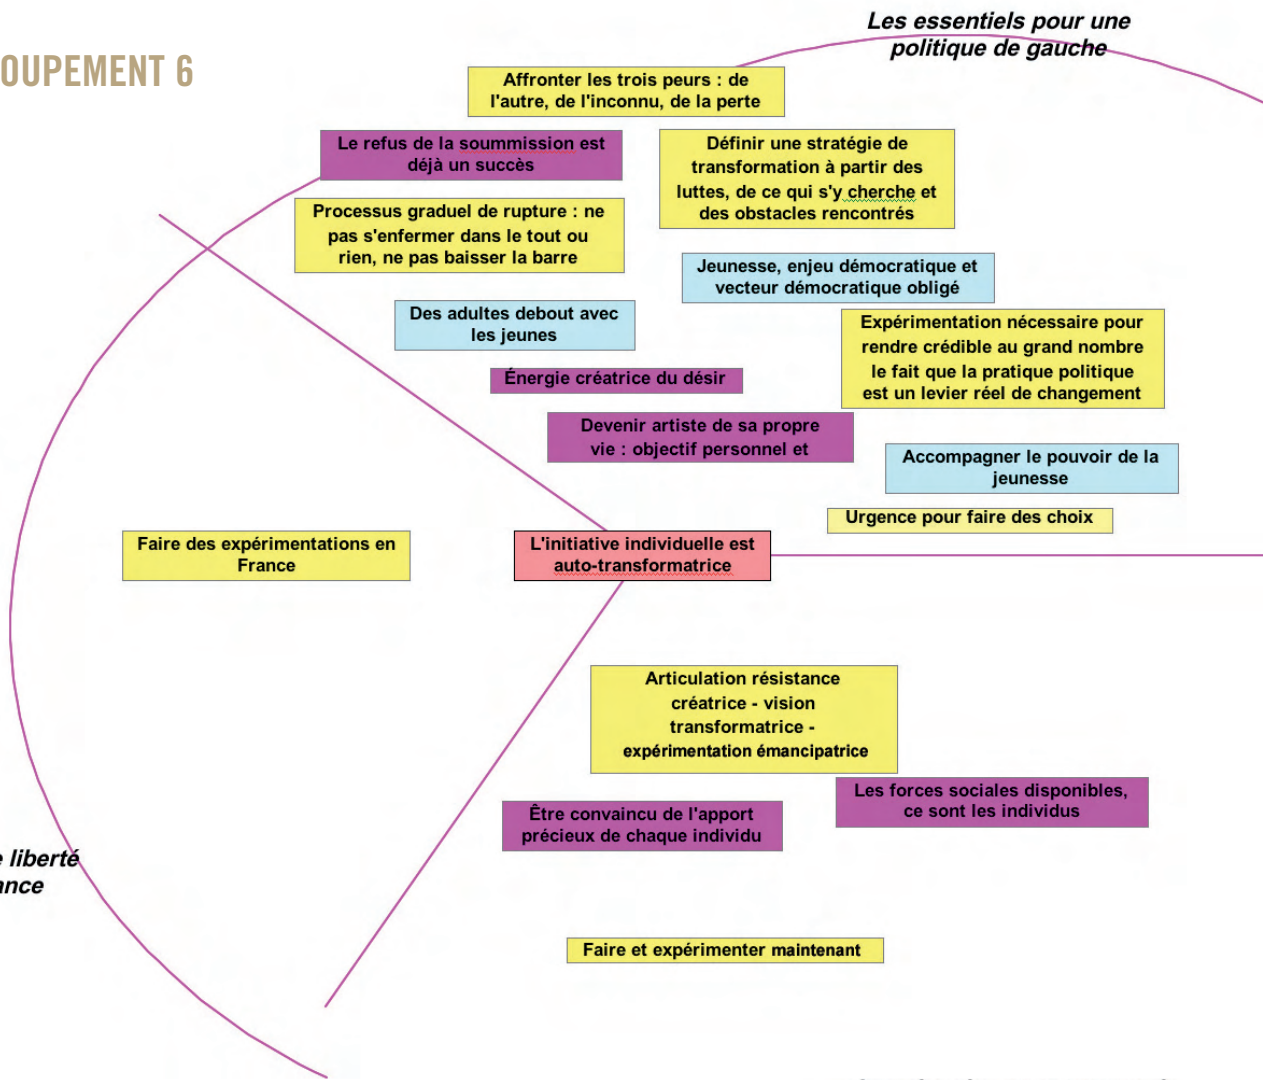 Les essentiels pour une
politique de gauche
OUPEMENT 6
Affronter les trois peurs : de
l'autre, de l'inconnu, de la perte
Le refus de la soummission est
déjà un succès
Définir une stratégie de
transformation à partir des
luttes, de ce qui s'y cherche et
des obstacles rencontrés
Processus graduel de rupture : ne
pas s'enfermer dans le tout ou
rien, ne pas baisser la barre
Jeunesse, enjeu démocratique et
vecteur démocratique obligé
Des adultes debout avec
les jeunes
Expérimentation nécessaire pour
rendre crédible au grand nombre
le fait que la pratique politique
est un levier réel de changement
Énergie créatrice du désir
Devenir artiste de sa propre
vie : objectif personnel et
Accompagner le pouvoir de la
jeunesse
Urgence pour faire des choix
Faire des expérimentations en
France
L'initiative individuelle est
auto-transformatrice
Articulation résistance
créatrice - vision
transformatrice -
expérimentation émancipatrice
Les forces sociales disponibles,
ce sont les individus
Être convaincu de l'apport
précieux de chaque individu
e liberté
ance
Faire et expérimenter maintenant